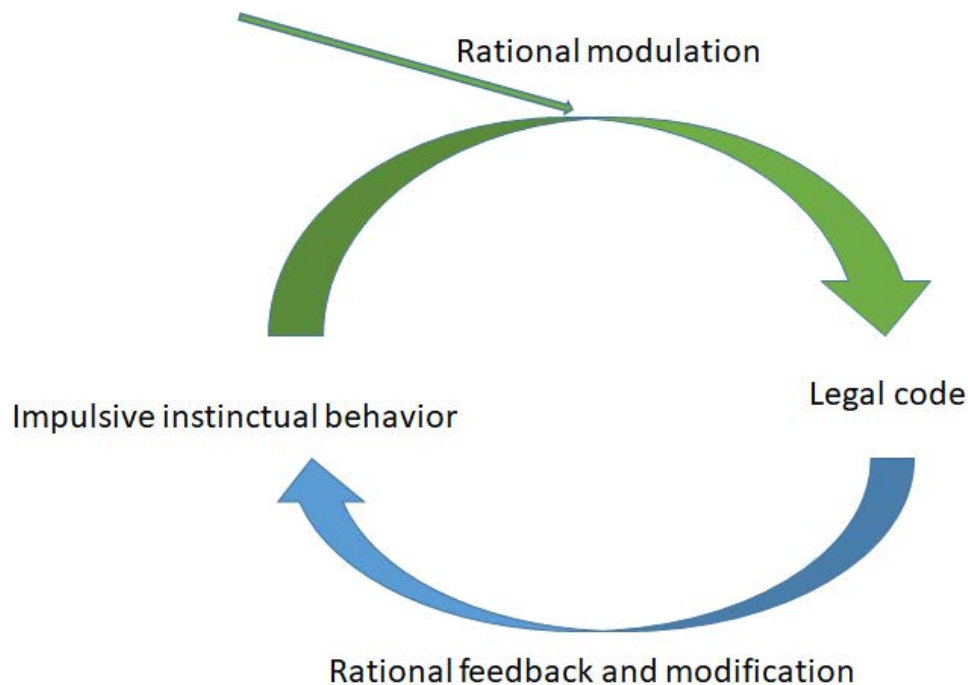 Rational modulation
Impulsive instinctual behavior
Legal code
Rational feedback and modification